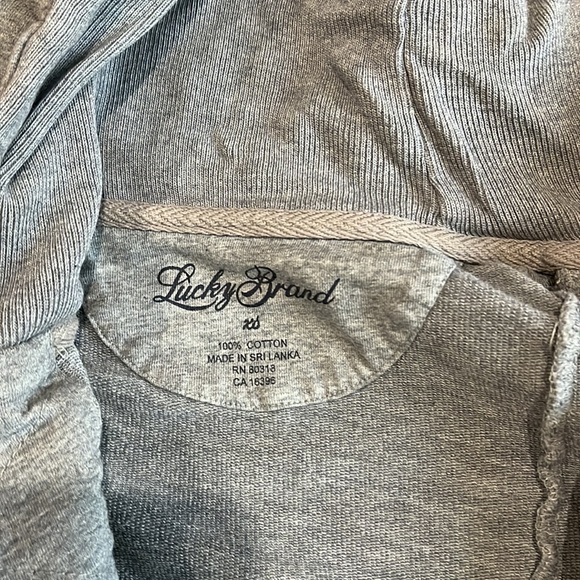 Lucky Brand
xs
100% COTTON
MADE IN SRI LANKA
RN 80318
CA 16396